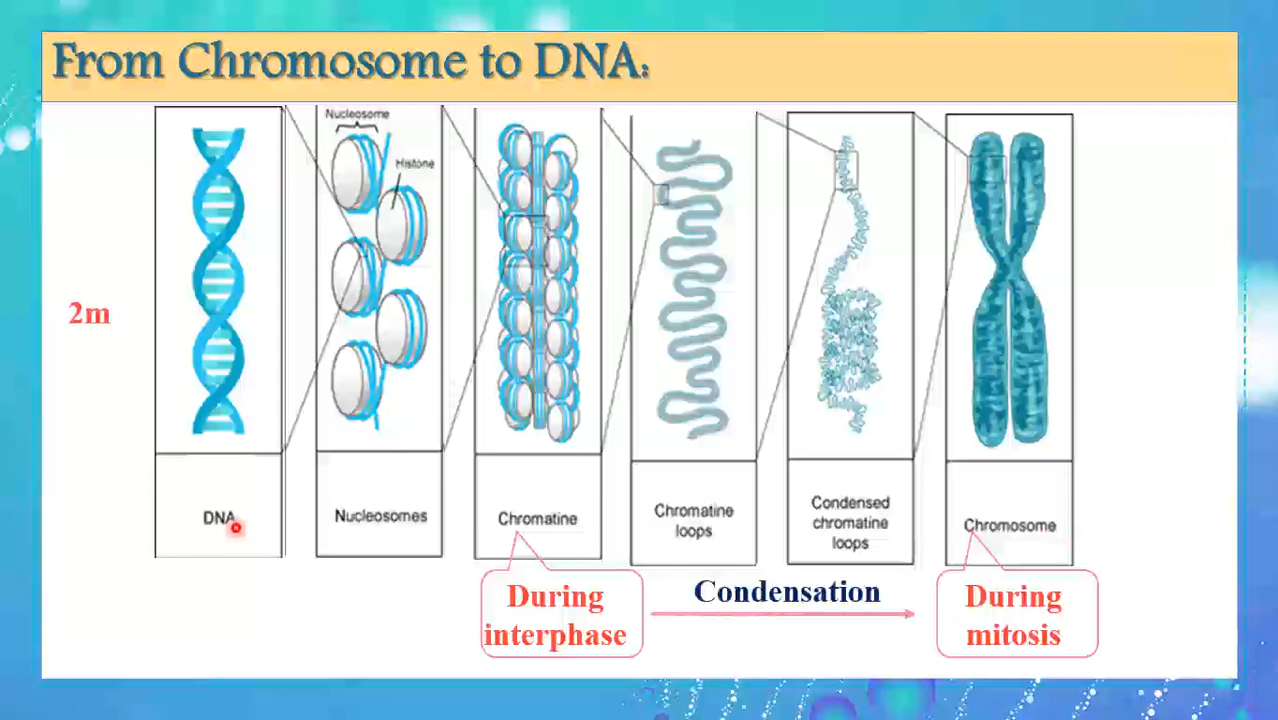 From Chromosome to DNA:
Nucleosome
Histone
2m
DNA
Nucleosomes
Chromatine
Chromatine
loops
Condensed
chromatine
loops
Chromosome
During
interphase
Condensation
During
mitosis